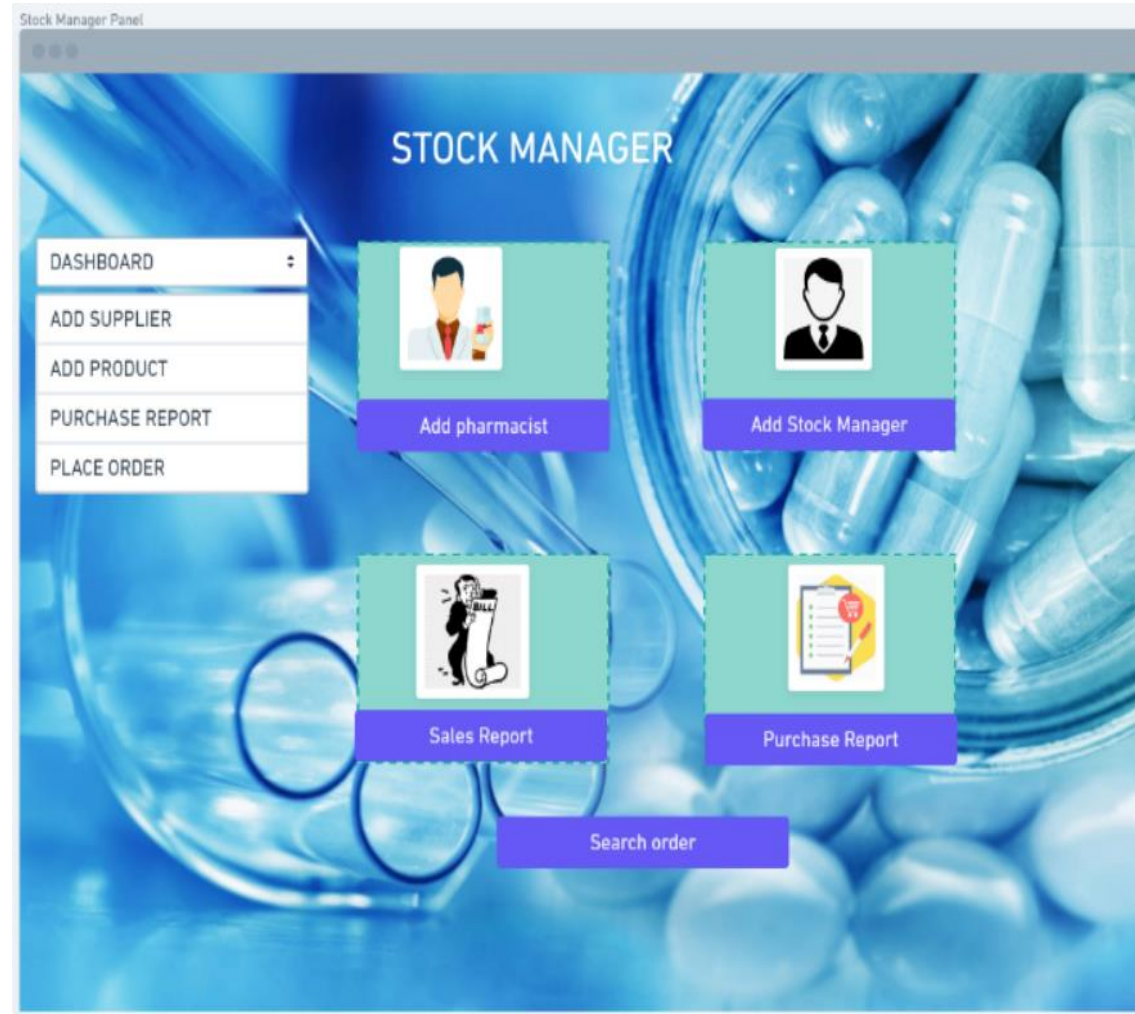 Stock Manager Panel
STOCK MANAGER
DASHBOARD
ADD SUPPLIER
ADD PRODUCT
PURCHASE REPORT
PLACE ORDER
Add pharmacist
Add Stock Manager
BILL
Sales Report
Purchase Report
Search order